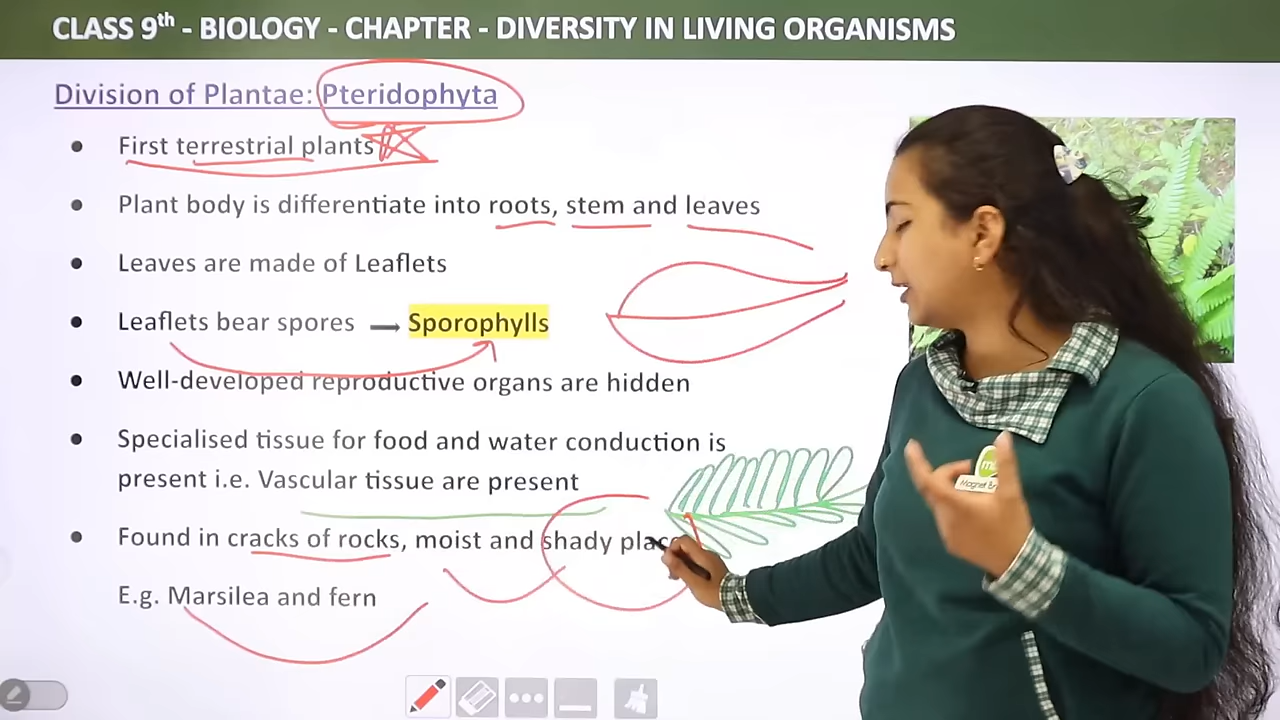 CLASS 9th - BIOLOGY - CHAPTER - DIVERSITY IN LIVING ORGANISMS
Division of Plantae: Pteridophyta
First terrestrial plants
Plant body is differentiate into roots, stem and leaves
Leaves are made of Leaflets
Leaflets bear spores → Sporophylls
Well-developed reproductive organs are hidden
Specialised tissue for food and water conduction is
present i.e. Vascular tissue are present
Found in cracks of rocks, moist and shady
E.g. Marsilea and fern